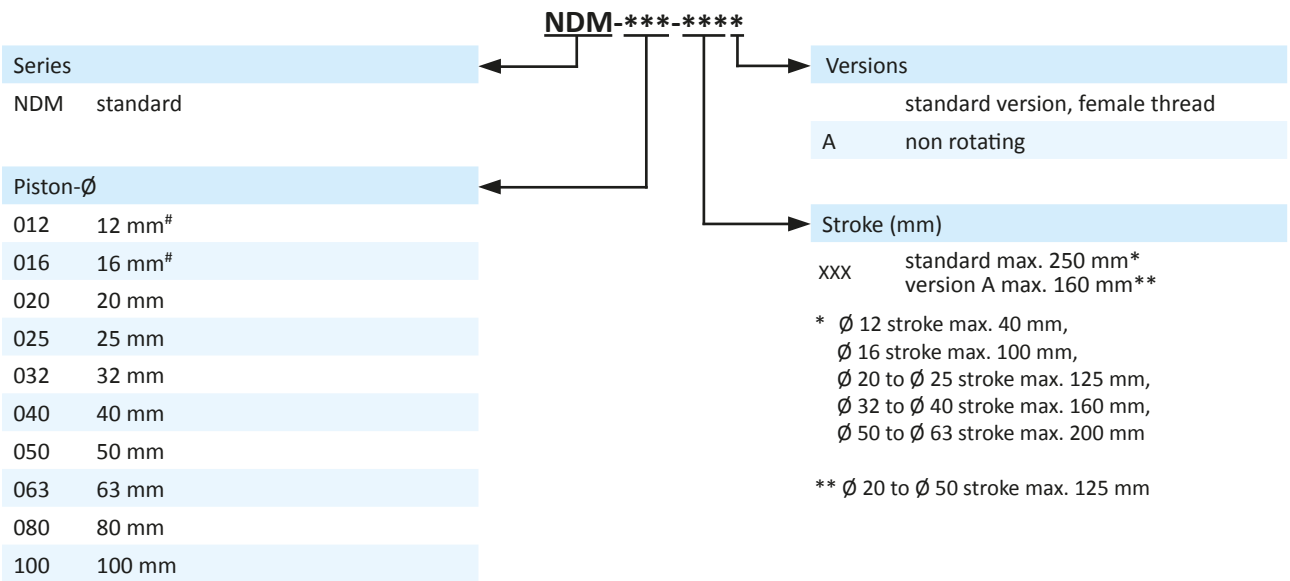 NDM-***-****
Series
NDM standard
Piston-Ø
012 12 mm#
016 16 mm#
020 20 mm
025 25 mm
032 32 mm
040 40 mm
050 50 mm
063 63 mm
080 80 mm
100 100 mm
Versions
standard version, female thread
A non rotating
Stroke (mm)
XXX standard max. 250 mm*
version A max. 160 mm**
* Ø 12 stroke max. 40 mm,
Ø 16 stroke max. 100 mm,
Ø 20 to Ø 25 stroke max. 125 mm,
Ø 32 to Ø 40 stroke max. 160 mm,
Ø 50 to Ø 63 stroke max. 200 mm
** Ø 20 to Ø 50 stroke max. 125 mm